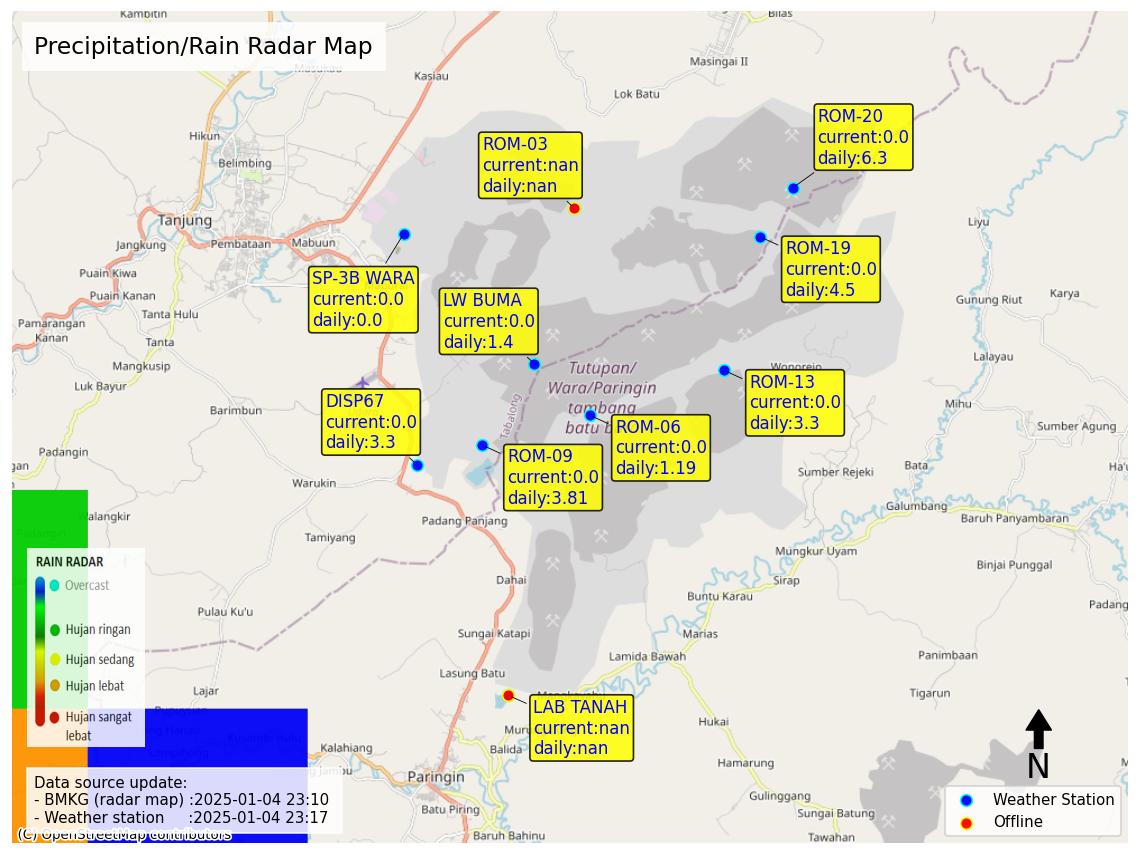 Precipitation/Rain Radar Map
Kambitin
Bilas
Kasiau
Masingai II
Lok Batu
Masukau
Hikun
Belimbing
ROM-03
current:nan
daily:nan
ROM-20
current:0.0
daily:6.3
Tanjung
Jangkung
Pembataan
Mabuun
Liyu
ROM-19
current:0.0
daily:4.5
SP-3B WARA
current:0.0
daily:0.0
LW BUMA
current:0.0
daily:1.4
Puain Kiwa
Puain Kanan
Tanta Hulu
Pamarangan
Kanan
Tanta
Mangkusip
Luk Bayur
Gunung Riut
Karya
Lalayau
Wonorejo
Tutupan/
Wara/Paringin
tambang
batu b
Tabalong
ROM-13
current:0.0
daily:3.3
DISP67
current:0.0
daily:3.3
ROM-06
current:0.0
daily:1.19
ROM-09
current:0.0
daily:3.81
Barimbun
Mihu
Sumber Agung
Padangin
gan
Warukin
Sumber Rejeki
Bata
Ha'u
Galumbang
Baruh Panyambaran
Walangkir
Padangin
Padang Panjang
Tamiyang
Mungkur Uyam
Binjai Punggal
Dahai
Sirap
Buntu Karau
Padang
Pulau Ku'u
Sungai Katapi
Marias
Lamida Bawah
Panimbaan
Lasung Batu
Lajar
Tigarun
RAIN RADAR
Overcast
Hujan ringan
Hujan sedang
Hujan lebat
Hujan sangat
lebat
LAB TANAH
current:nan
daily:nan
Muru
Balida
Hukai
Kalahiang
Hamarung
Paringin
Batu Piring
Baruh Bahinu
Gulinggang
Sungai Batung
Tawahan
N
Weather Station
Offline
Data source update:
- BMKG (radar map) :2025-01-04 23:10
- Weather station :2025-01-04 23:17
(C) OpenStreetMap contributors